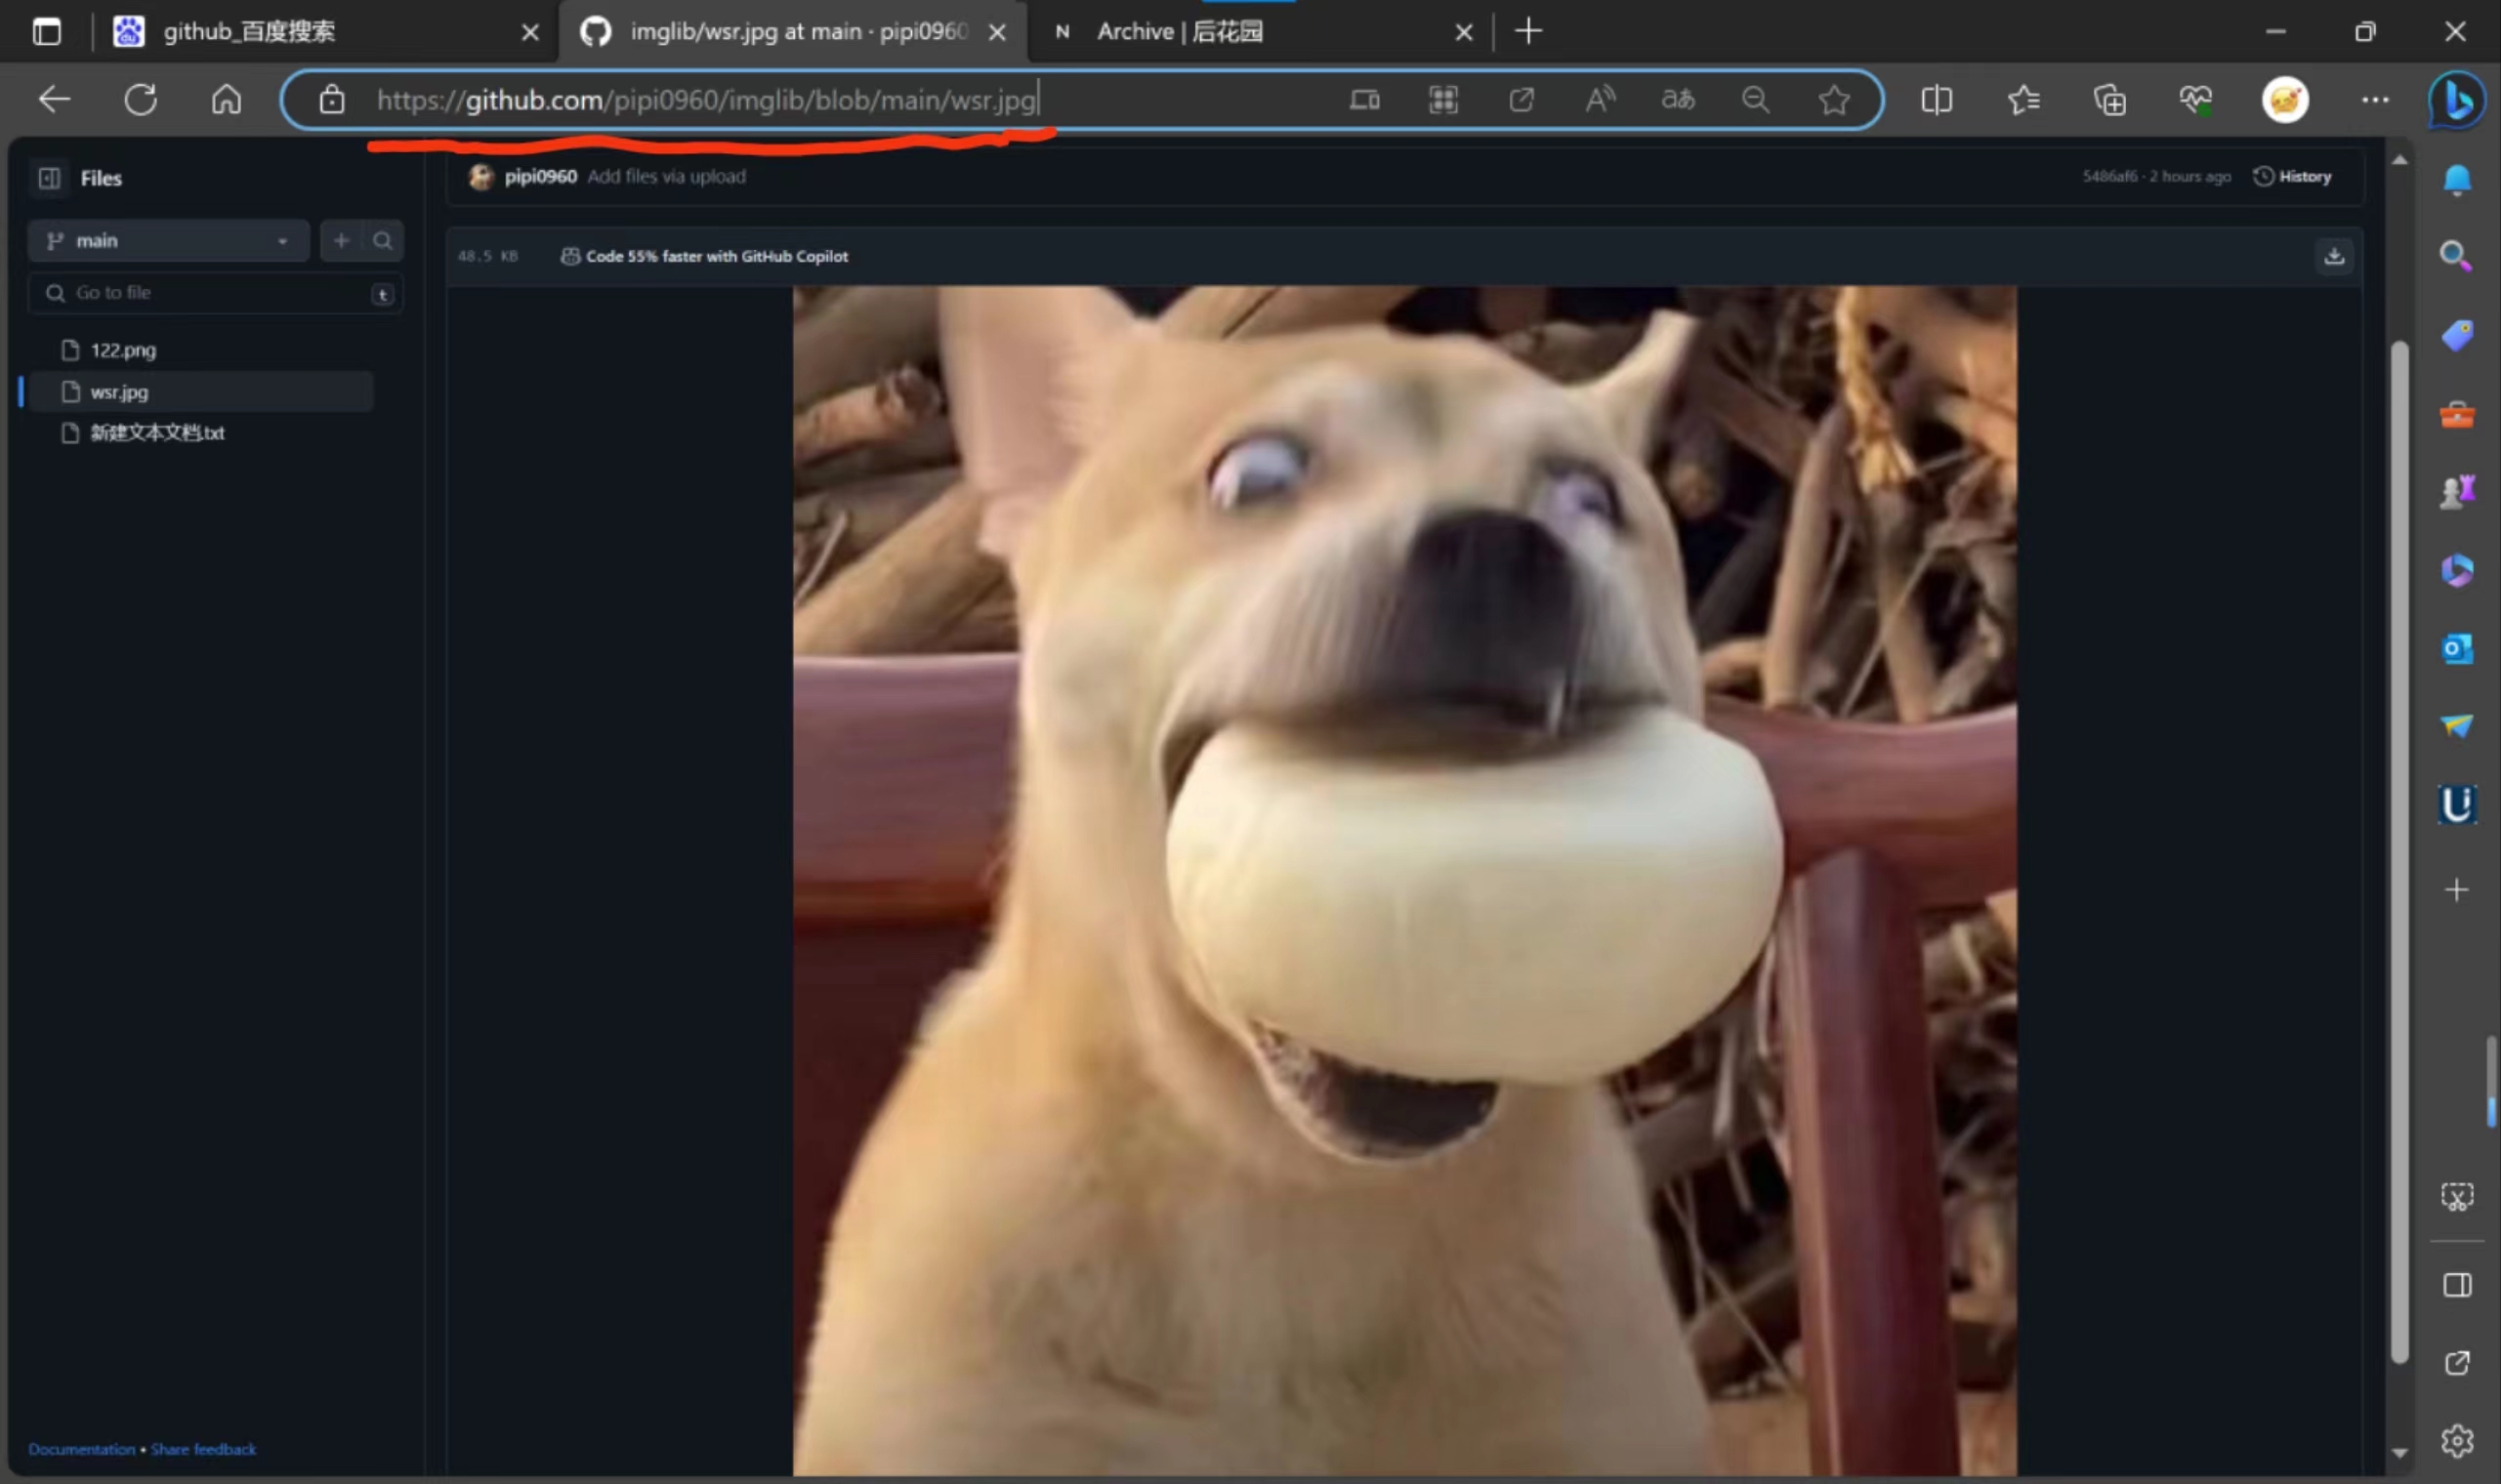 github_百度搜索
imglib/wsr.jpg at main · pipi0960
N Archive | 后花园
https://github.com/pipi0960/imglib/blob/main/wsr.jpg
aあ
Files
pipi0960 Add files via upload
5486af6 · 2 hours ago
History
main
48.5 KB
Code 55% faster with GitHub Copilot
Go to file
t
122.png
wsr.jpg
新建文本文档.txt
Documentation • Share feedback